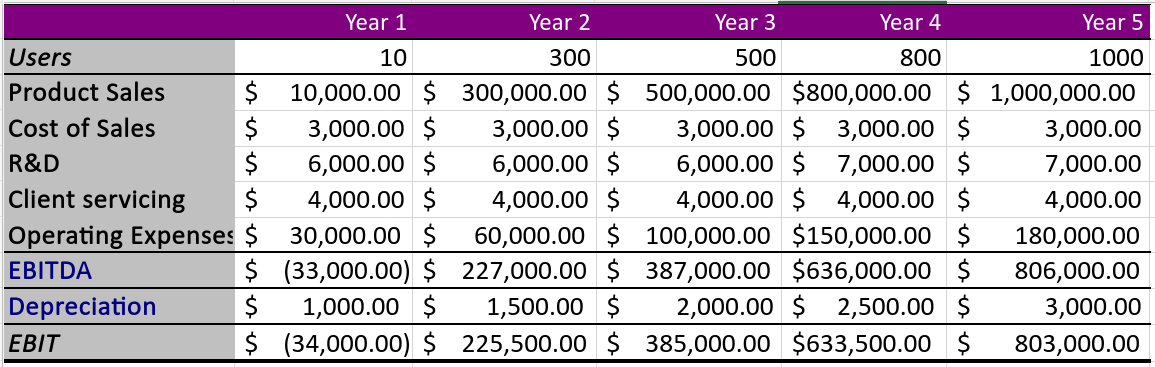 Year 1 Year 2 Year 3 Year 4 Year 5
Users 10 300 500 800 1000
Product Sales $ 10,000.00 $ 300,000.00 $ 500,000.00 $800,000.00 $ 1,000,000.00
Cost of Sales $ 3,000.00 $ 3,000.00 $ 3,000.00 $ 3,000.00 $ 3,000.00
R&D $ 6,000.00 $ 6,000.00 $ 6,000.00 $ 7,000.00 $ 7,000.00
Client servicing $ 4,000.00 $ 4,000.00 $ 4,000.00 $ 4,000.00 $ 4,000.00
Operating Expenses $ 30,000.00 $ 60,000.00 $ 100,000.00 $150,000.00 $ 180,000.00
EBITDA $ (33,000.00) $ 227,000.00 $ 387,000.00 $636,000.00 $ 806,000.00
Depreciation $ 1,000.00 $ 1,500.00 $ 2,000.00 $ 2,500.00 $ 3,000.00
EBIT $ (34,000.00) $ 225,500.00 $ 385,000.00 $633,500.00 $ 803,000.00